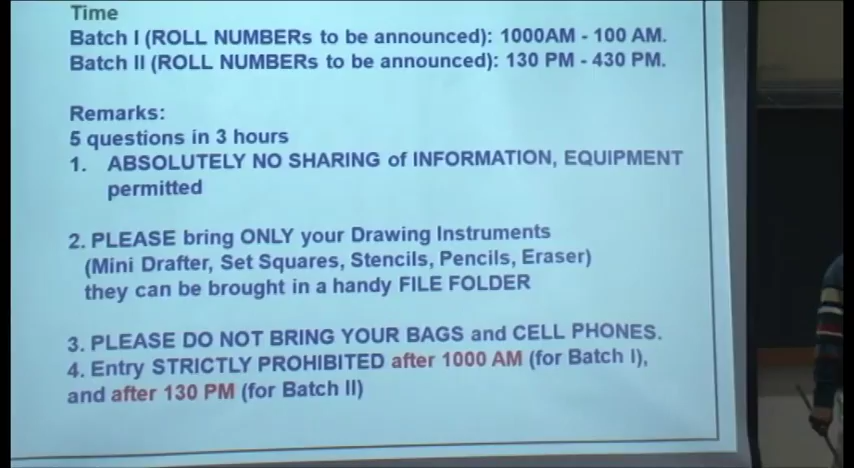 Time
Batch I (ROLL NUMBERs to be announced): 1000AM - 100 AM.
Batch II (ROLL NUMBERs to be announced): 130 PM - 430 PM.
Remarks:
5 questions in 3 hours
1. ABSOLUTELY NO SHARING of INFORMATION, EQUIPMENT
permitted
2. PLEASE bring ONLY your Drawing Instruments
(Mini Drafter, Set Squares, Stencils, Pencils, Eraser)
they can be brought in a handy FILE FOLDER
3. PLEASE DO NOT BRING YOUR BAGS and CELL PHONES.
4. Entry STRICTLY PROHIBITED after 1000 AM (for Batch I),
and after 130 PM (for Batch II)